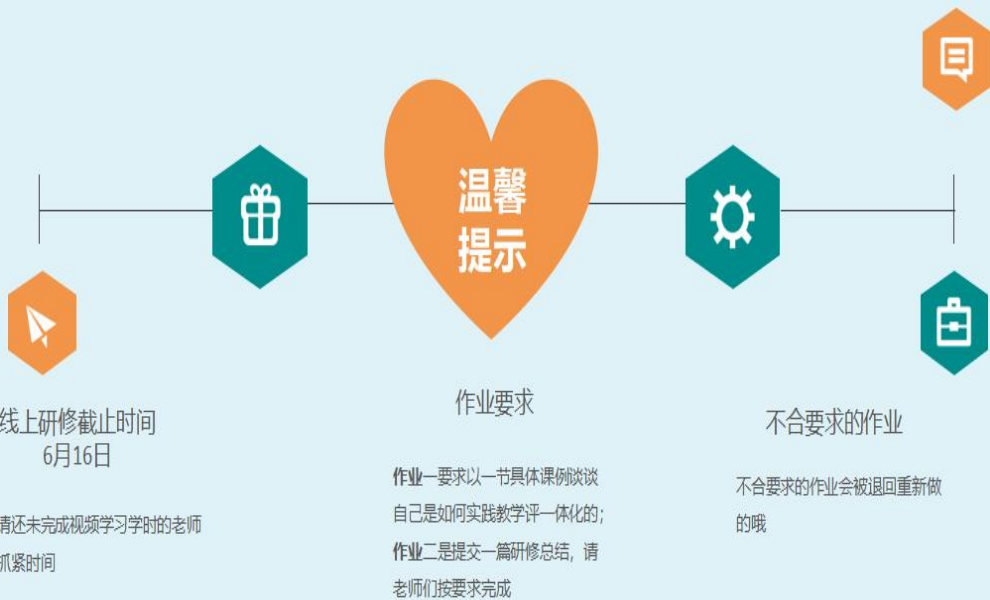 温馨
提示
线上研修截止时间
6月16日
请还未完成视频学习学时的老师
抓紧时间
作业要求
作业一要求以一节具体课例谈谈
自己是如何实践教学评一体化的;
作业二是提交一篇研修总结，请
老师们按要求完成
不合要求的作业
不合要求的作业会被退回重新做
的哦